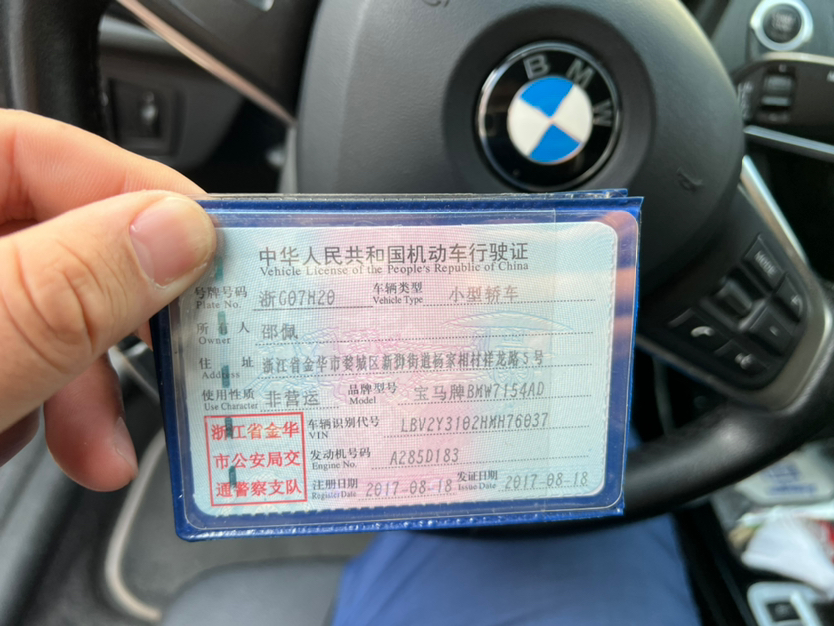 BMW
MODE
中华人民共和国机动车行驶证
Vehicle License of the People's Republic of China
号牌号码 浙G07H20 车辆类型 小型轿车
Plate No. Vehicle Type
所有人 邵佩
Owner
住址 浙江省金华市婺城区新狮街道杨家相村祥龙路5号
Address
使用性质 非营运 品牌型号 宝马牌BMW7154AD
Use Character Model
浙江省金华
市公安局交
通警察支队
车辆识别代号 LBV2Y3102HMH76037
VIN
发动机号码 A285D183
Engine No.
注册日期 2017-08-18 发证日期 2017-08-18
Register Date Issue Date